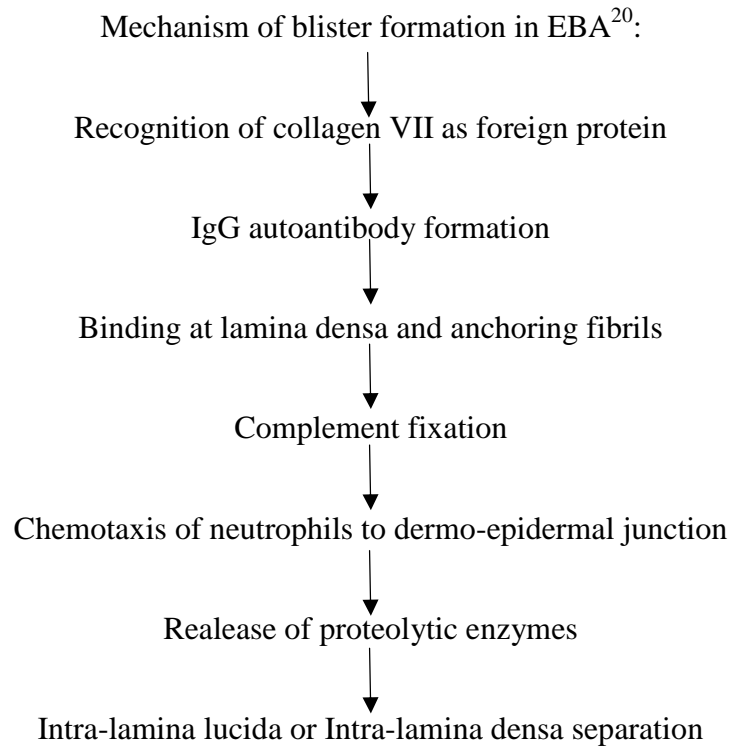 Mechanism of blister formation in EBA20:
Recognition of collagen VII as foreign protein
IgG autoantibody formation
Binding at lamina densa and anchoring fibrils
Complement fixation
Chemotaxis of neutrophils to dermo-epidermal junction
Realease of proteolytic enzymes
Intra-lamina lucida or Intra-lamina densa separation